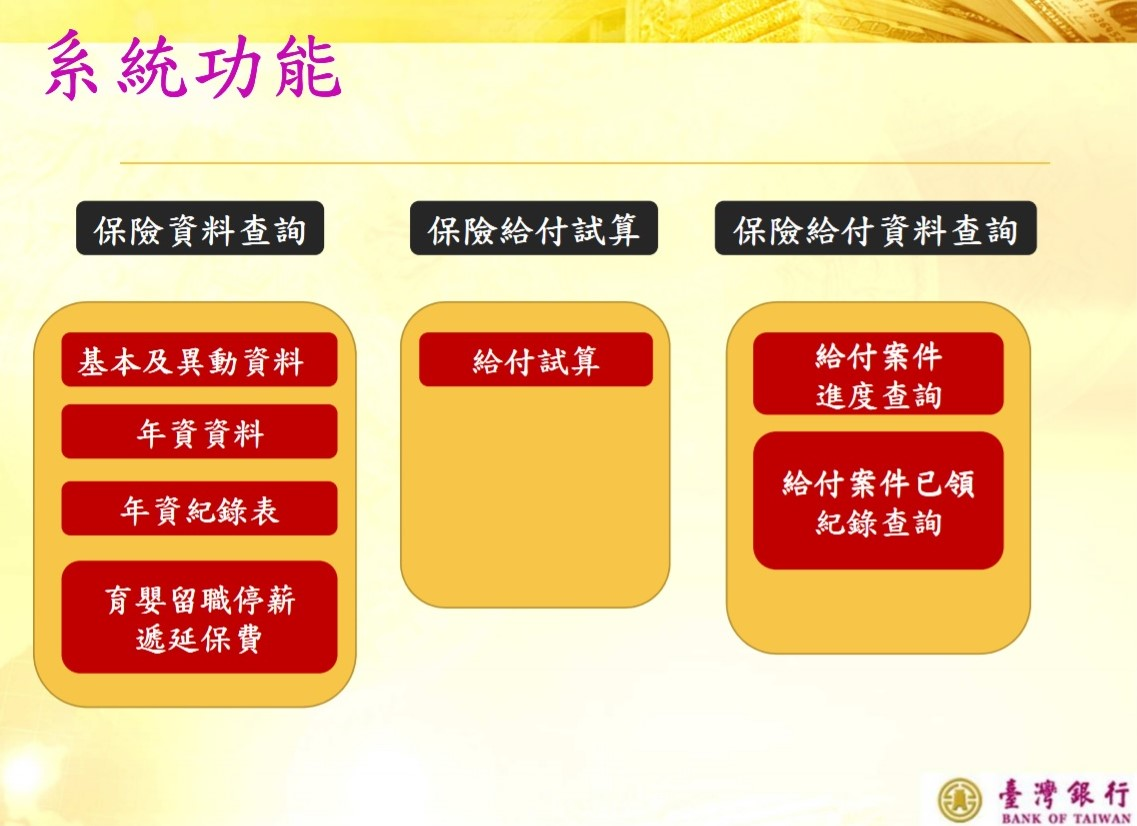 系統功能
保險資料查詢
基本及異動資料
年資資料
年資紀錄表
育嬰留職停薪
遞延保費
保險給付試算
給付試算
保險給付資料查詢
給付案件
進度查詢
給付案件已領
紀錄查詢
臺灣銀行
BANK OF TAIWAN